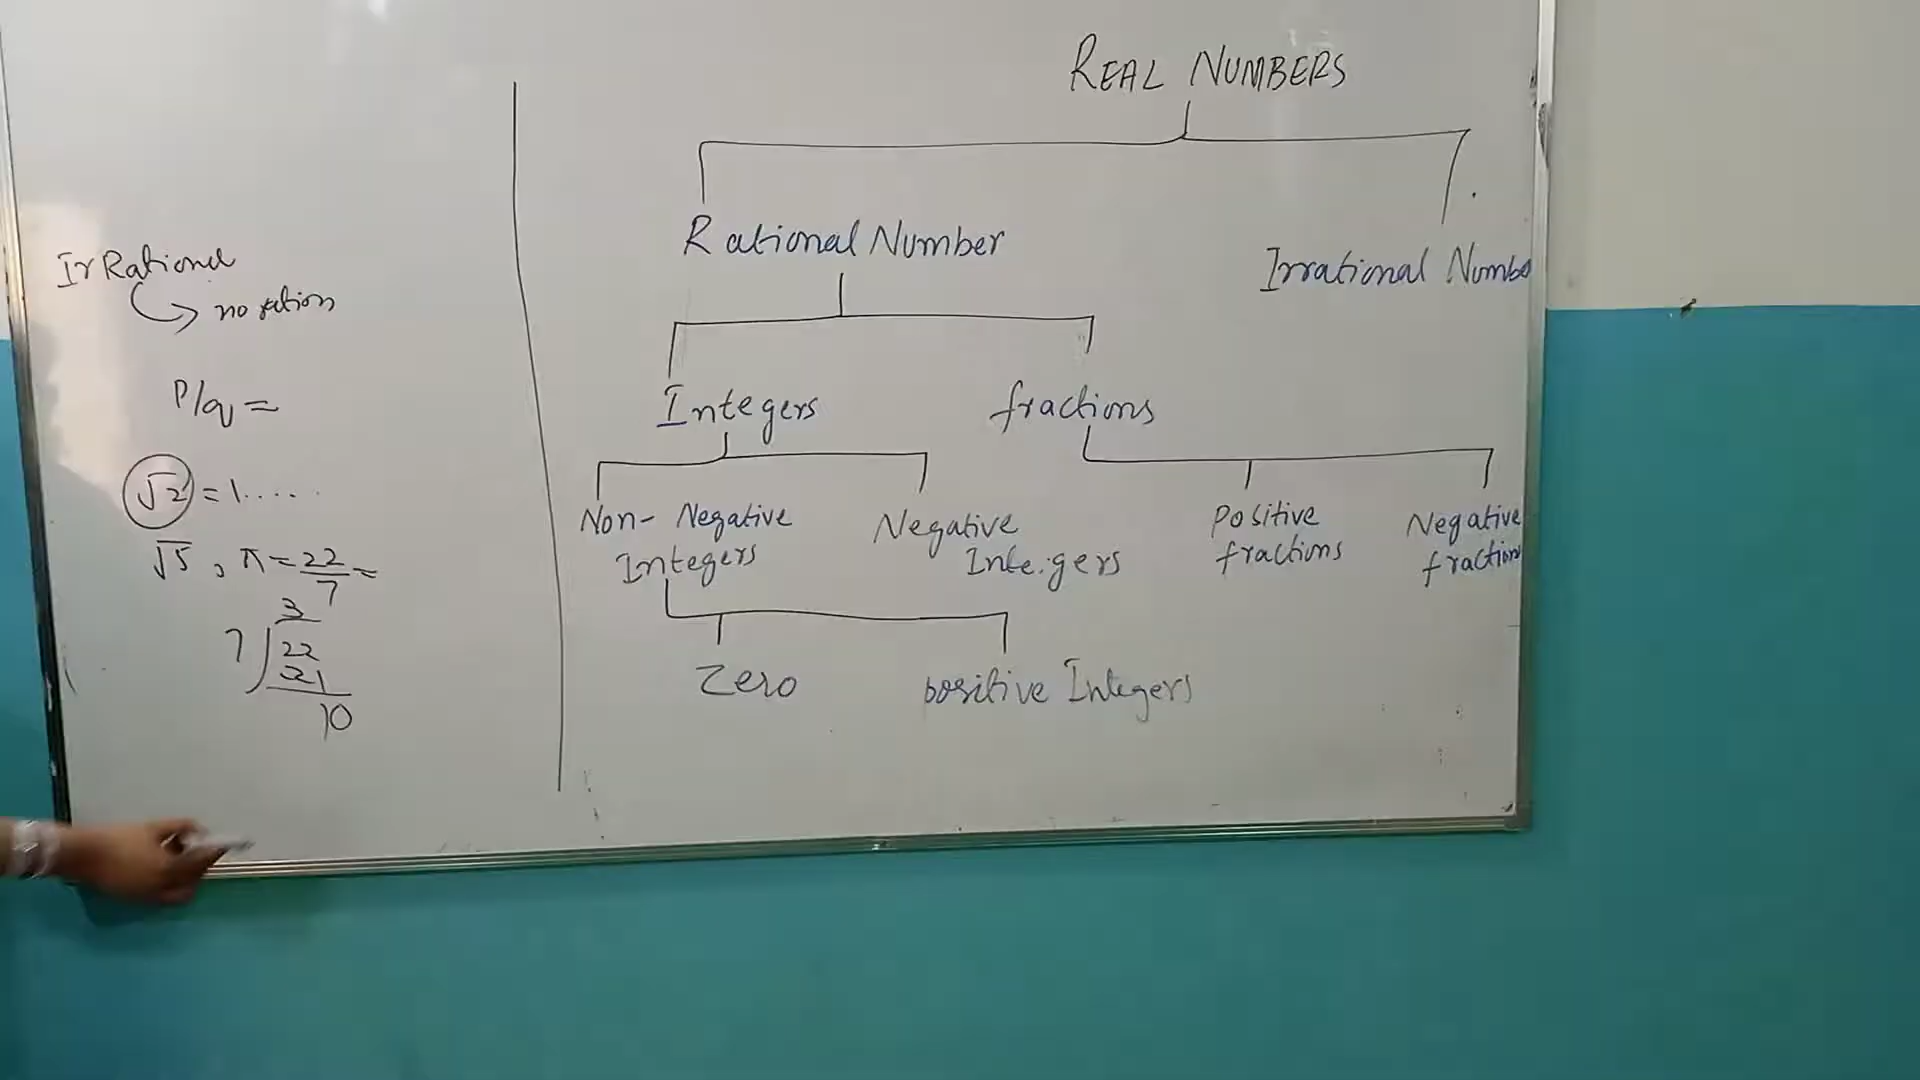 REAL NUMBERS
Rational Number
Irrational Numbe
Integers
fractions
Non-Negative
Integers
Negative
Integers
Positive
fractions
Negative
fraction
Zero
positive Integers
IrRational
no ration
P/q =
√2 = 1.....
√5, π = 22/7 =
3
7 22
21
10